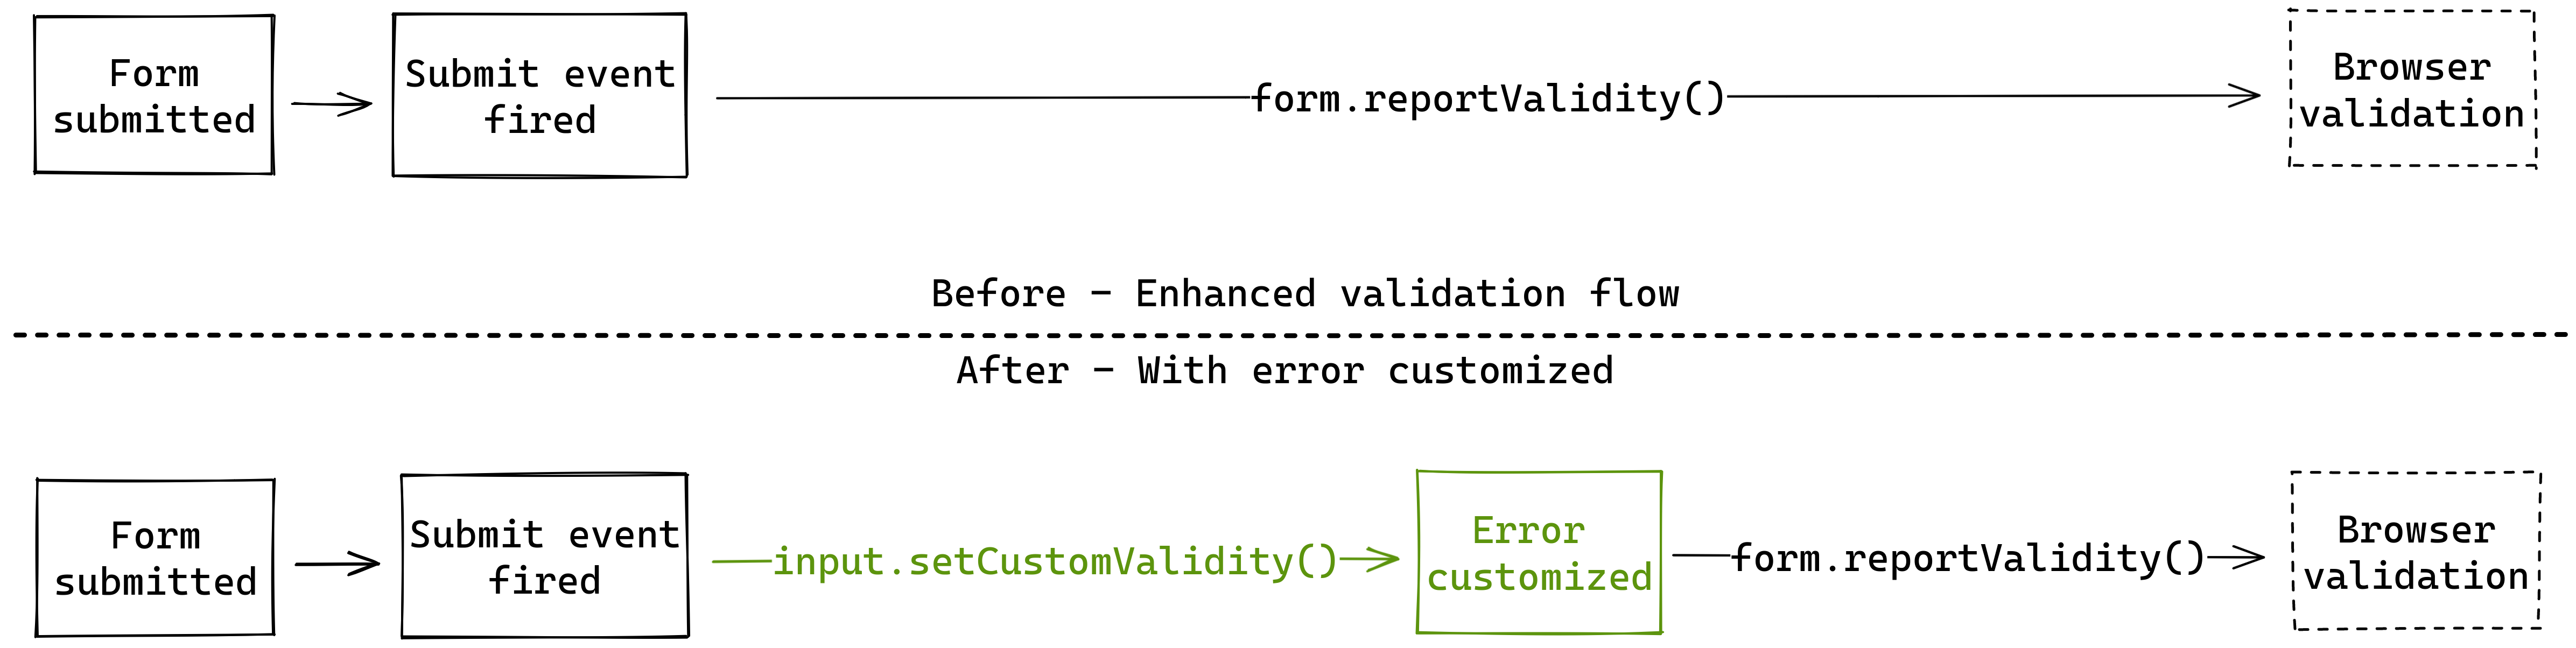 Form
submitted
Submit event
fired
form.reportValidity()
Browser
validation
Before - Enhanced validation flow
After - With error customized
Form
submitted
Submit event
fired
input.setCustomValidity()
Error
customized
form.reportValidity()
Browser
validation